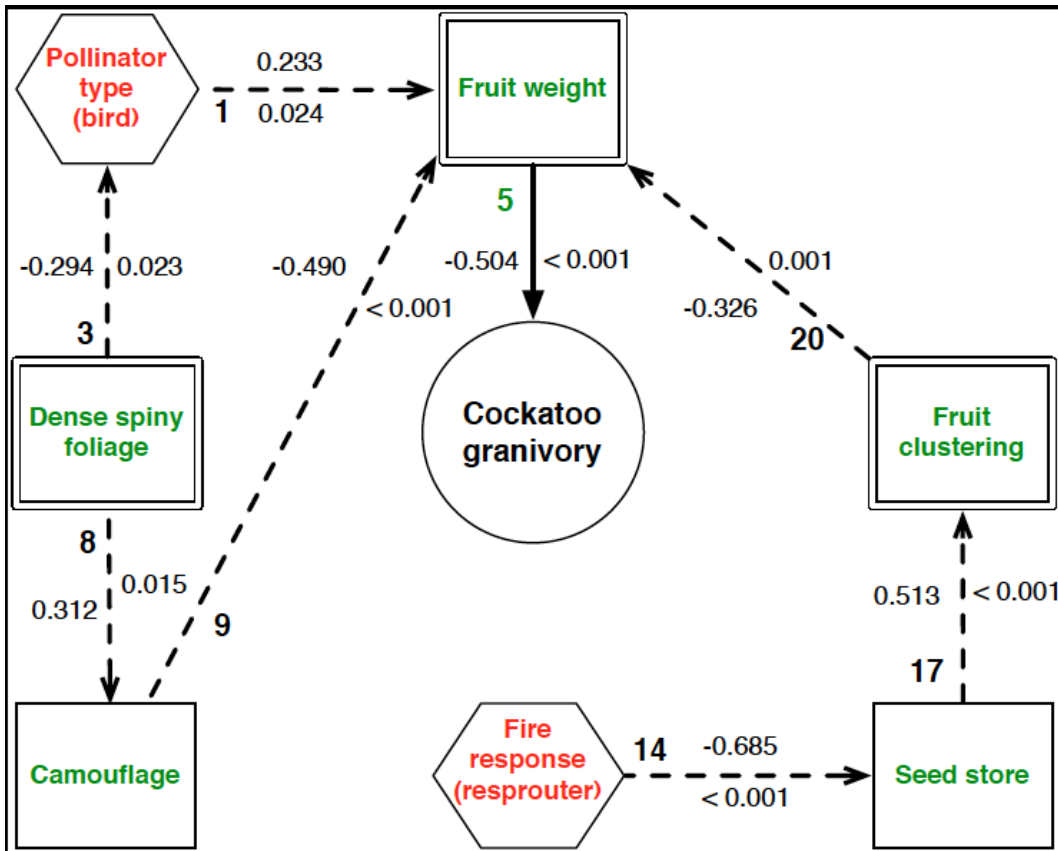 Pollinator
type
(bird)
0.233
1
0.024
Fruit weight
5
-0.504
< 0.001
-0.294
0.023
3
-0.490
< 0.001
0.001
-0.326
20
Dense spiny
foliage
Cockatoo
granivory
Fruit
clustering
8
0.015
0.312
9
0.513
< 0.001
17
Camouflage
Fire
response
(resprouter)
14
-0.685
< 0.001
Seed store